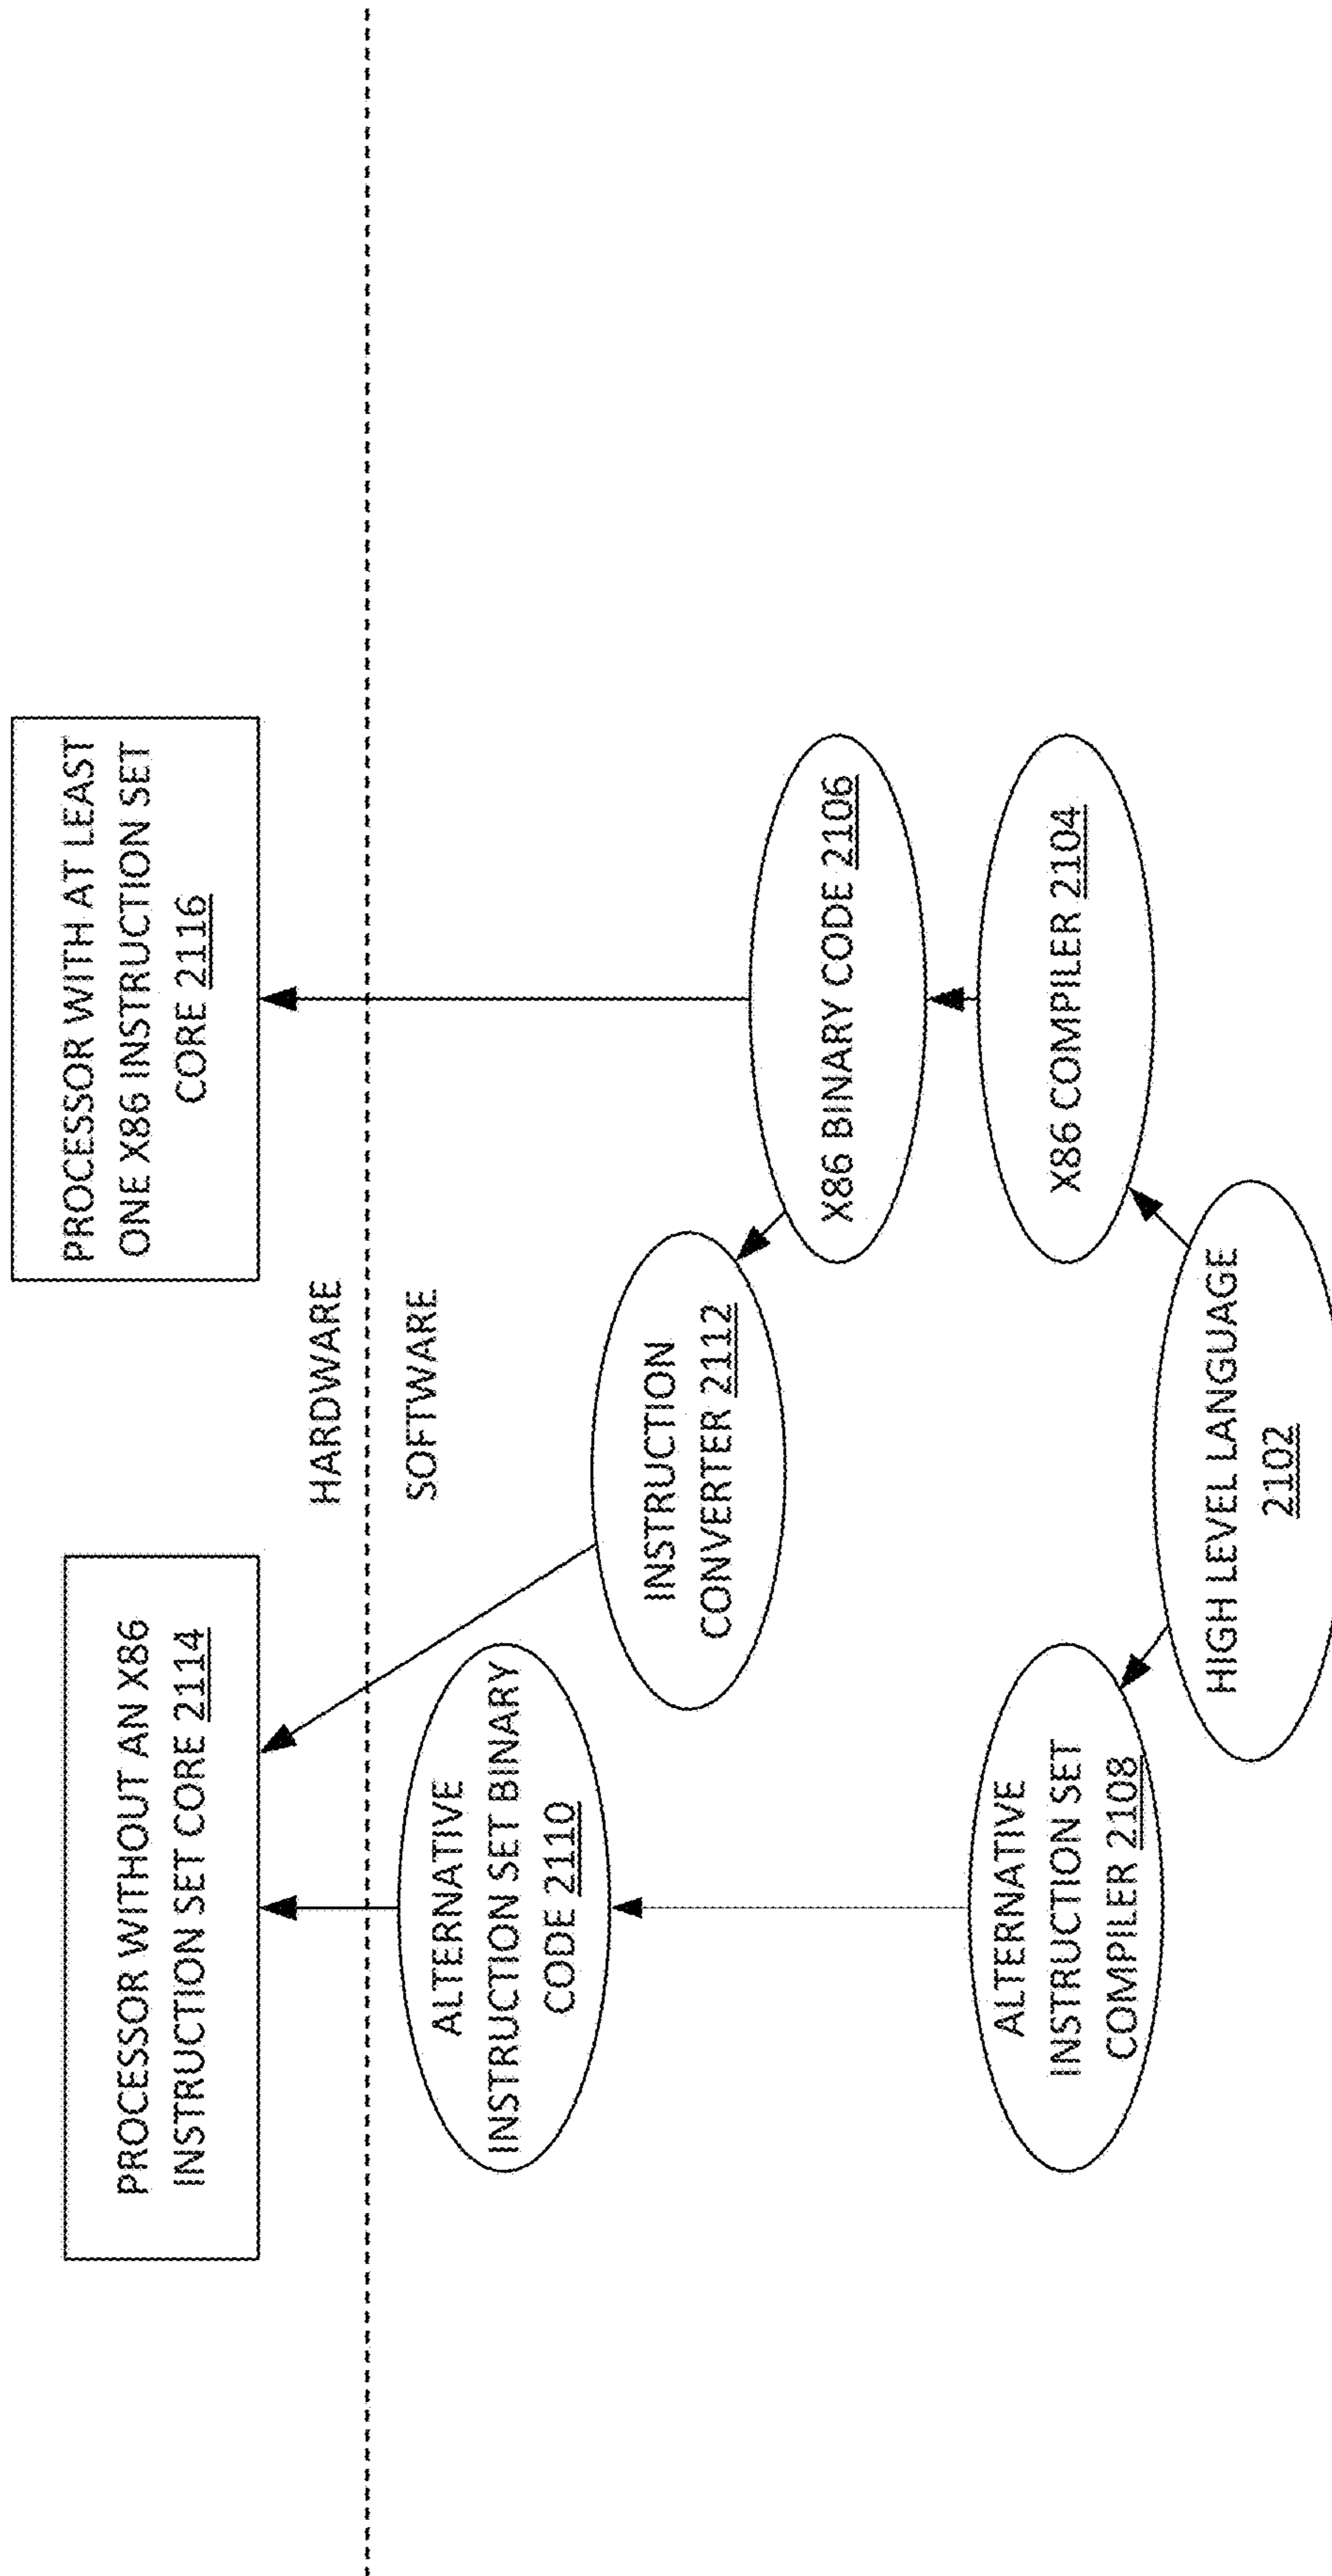 PROCESSOR WITHOUT AN X86
INSTRUCTION SET CORE 2114
PROCESSOR WITH AT LEAST
ONE X86 INSTRUCTION SET
CORE 2116
HARDWARE
SOFTWARE
ALTERNATIVE
INSTRUCTION SET BINARY
CODE 2110
INSTRUCTION
CONVERTER 2112
X86 BINARY CODE 2106
ALTERNATIVE
INSTRUCTION SET
COMPILER 2108
X86 COMPILER 2104
HIGH LEVEL LANGUAGE
2102